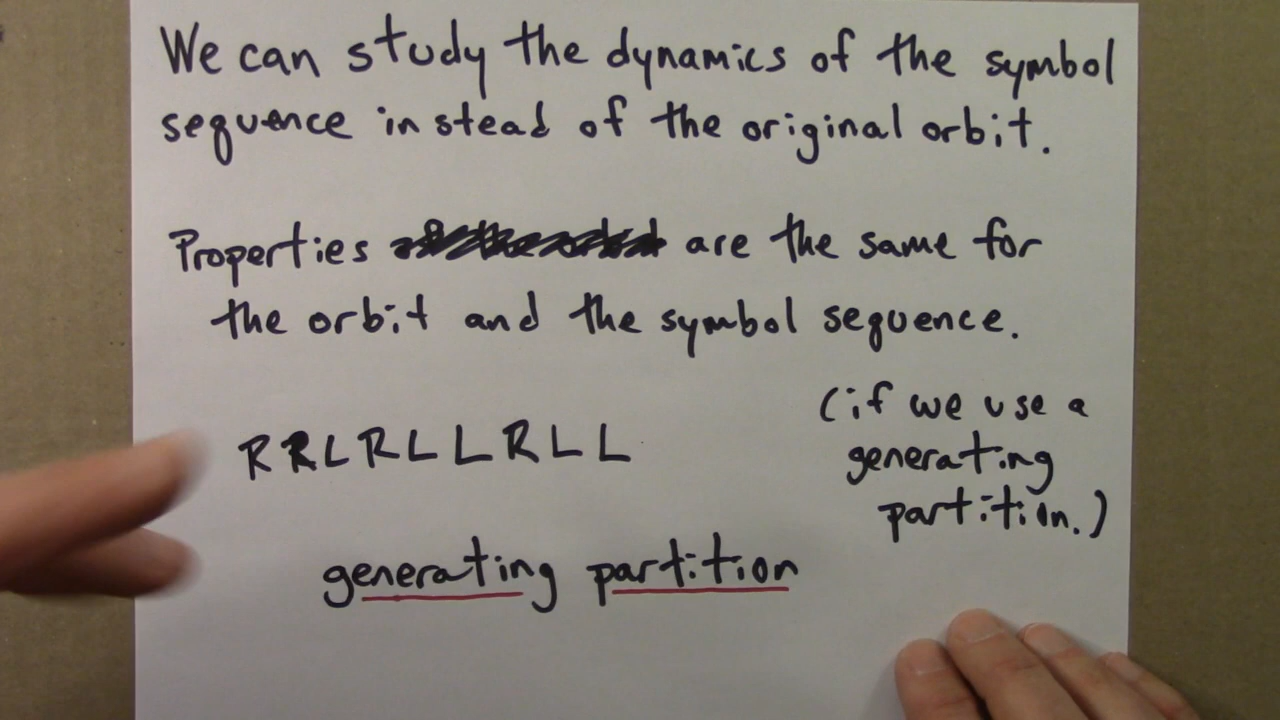 We can study the dynamics of the symbol
sequence instead of the original orbit.
Properties are the same for
the orbit and the symbol sequence.
(if we use a
generating
partition.)
R R L R L L R L L
generating partition